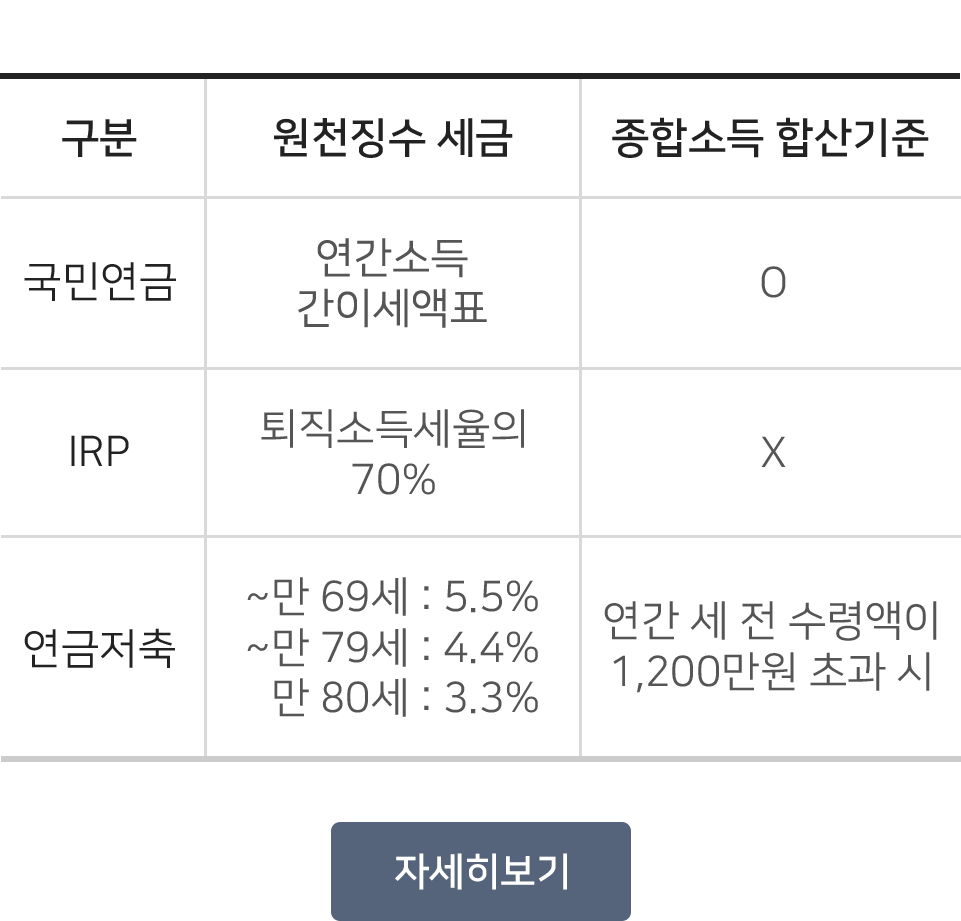 구분 원천징수 세금 종합소득 합산기준
국민연금
연간소득
간이세액표
O
IRP
퇴직소득세율의
70%
X
연금저축
~만 69세 : 5.5%
~만 79세 : 4.4%
만 80세 : 3.3%
연간 세 전 수령액이
1,200만원 초과 시
자세히보기